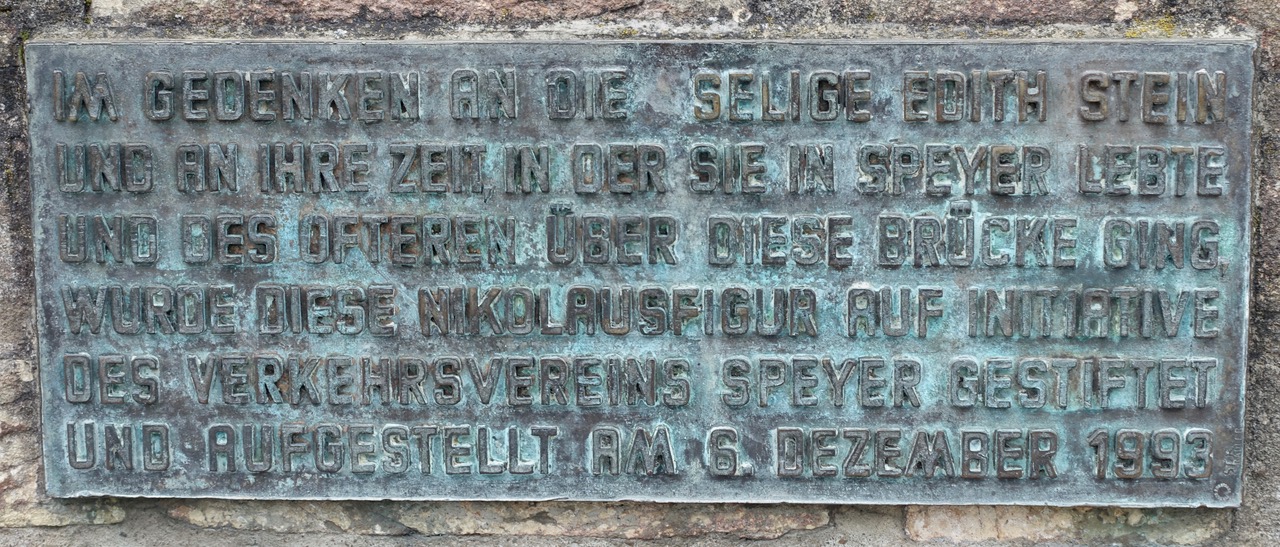 IM GEDENKEN AN DIE SELIGE EDITH STEIN
UND AN IHRE ZEIT, IN DER SIE IN SPEYER LEBTE
UND DES ÖFTEREN ÜBER DIESE BRÜCKE GING,
WURDE DIESE NIKOLAUSFIGUR AUF INITIATIVE
DES VERKEHRSVEREINS SPEYER GESTIFTET
UND AUFGESTELLT AM 6. DEZEMBER 1993